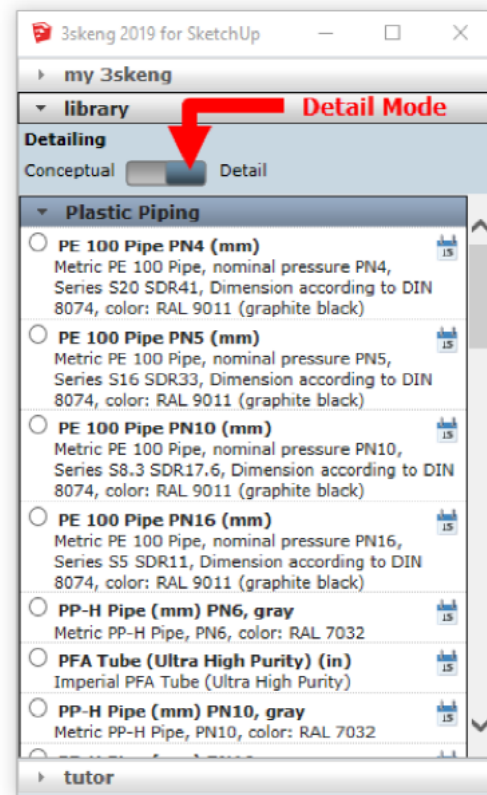 3skeng 2019 for SketchUp
my 3skeng
library
Detail Mode
Detailing
Conceptual Detail
Plastic Piping
PE 100 Pipe PN4 (mm)
15
Metric PE 100 Pipe, nominal pressure PN4,
Series S20 SDR41, Dimension according to DIN
8074, color: RAL 9011 (graphite black)
PE 100 Pipe PN5 (mm)
15
Metric PE 100 Pipe, nominal pressure PN5,
Series S16 SDR33, Dimension according to DIN
8074, color: RAL 9011 (graphite black)
PE 100 Pipe PN10 (mm)
15
Metric PE 100 Pipe, nominal pressure PN10,
Series S8.3 SDR17.6, Dimension according to DIN
8074, color: RAL 9011 (graphite black)
PE 100 Pipe PN16 (mm)
15
Metric PE 100 Pipe, nominal pressure PN16,
Series S5 SDR11, Dimension according to DIN
8074, color: RAL 9011 (graphite black)
PP-H Pipe (mm) PN6, gray
15
Metric PP-H Pipe, PN6, color: RAL 7032
PFA Tube (Ultra High Purity) (in)
15
Imperial PFA Tube (Ultra High Purity)
PP-H Pipe (mm) PN10, gray
15
Metric PP-H Pipe, PN10, color: RAL 7032
tutor